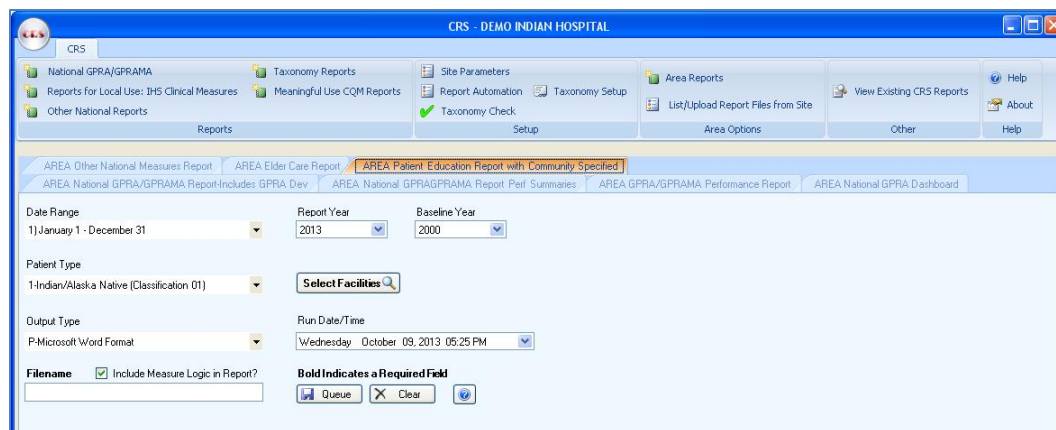 CRS - DEMO INDIAN HOSPITAL
CRS
CRS
National GPRA/GPRAMA
Reports for Local Use: IHS Clinical Measures
Other National Reports
Taxonomy Reports
Meaningful Use CQM Reports
Reports
Site Parameters
Report Automation
Taxonomy Setup
Taxonomy Check
Setup
Area Reports
List/Upload Report Files from Site
Area Options
View Existing CRS Reports
Other
Help
About
Help
AREA Other National Measures Report
AREA Elder Care Report
AREA Patient Education Report with Community Specified
AREA National GPRA/GPRAMA Report-Includes GPRA Dev
AREA National GPRAGPRAMA Report Perf Summaries
AREA GPRA/GPRAMA Performance Report
AREA National GPRA Dashboard
Date Range
Report Year
Baseline Year
1) January 1 - December 31
2013
2000
Patient Type
1-Indian/Alaska Native (Classification 01)
Select Facilities
Output Type
Run Date/Time
P-Microsoft Word Format
Wednesday October 09, 2013 05:25 PM
Filename
Include Measure Logic in Report?
Bold Indicates a Required Field
Queue
Clear